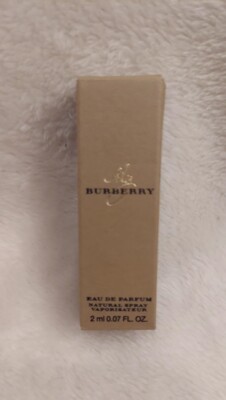 My
BURBERRY
EAU DE PARFUM
NATURAL SPRAY
VAPORISATEUR
2 ml 0.07 FL. OZ.